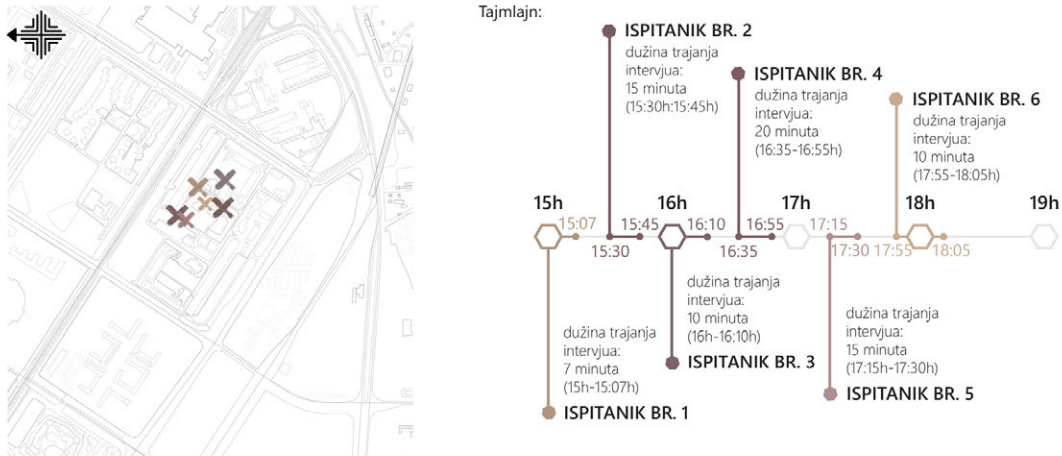 Tajmlajn:
ISPITANIK BR. 2
dužina trajanja
intervjua:
15 minuta
(15:30h:15:45h)
ISPITANIK BR. 4
dužina trajanja
intervjua:
20 minuta
(16:35-16:55h)
ISPITANIK BR. 6
dužina trajanja
intervjua:
10 minuta
(17:55-18:05h)
15h
16h
17h
18h
19h
15:07
15:45
16:10
16:55
17:15
15:30
16:35
17:30
17:55
18:05
dužina trajanja
intervjua:
7 minuta
(15h-15:07h)
ISPITANIK BR. 1
dužina trajanja
intervjua:
10 minuta
(16h-16:10h)
ISPITANIK BR. 3
dužina trajanja
intervjua:
15 minuta
(17:15h-17:30h)
ISPITANIK BR. 5